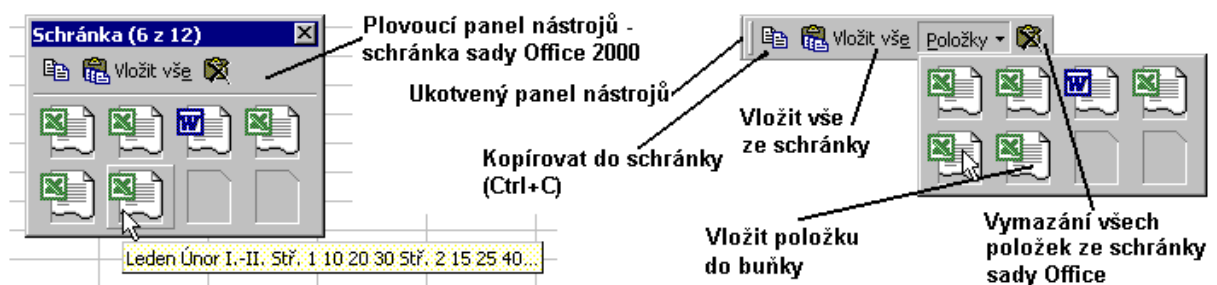 Schránka (6 z 12)
Vložit vše
Leden Únor I.-II. Stř. 1 10 20 30 Stř. 2 15 25 40...
Plovoucí panel nástrojů -
schránka sady Office 2000
Ukotvený panel nástrojů
Kopírovat do schránky
(Ctrl+C)
Vložit vše Položky
Vložit vše
ze schránky
Vložit položku
do buňky
Vymazání všech
položek ze schránky
sady Office